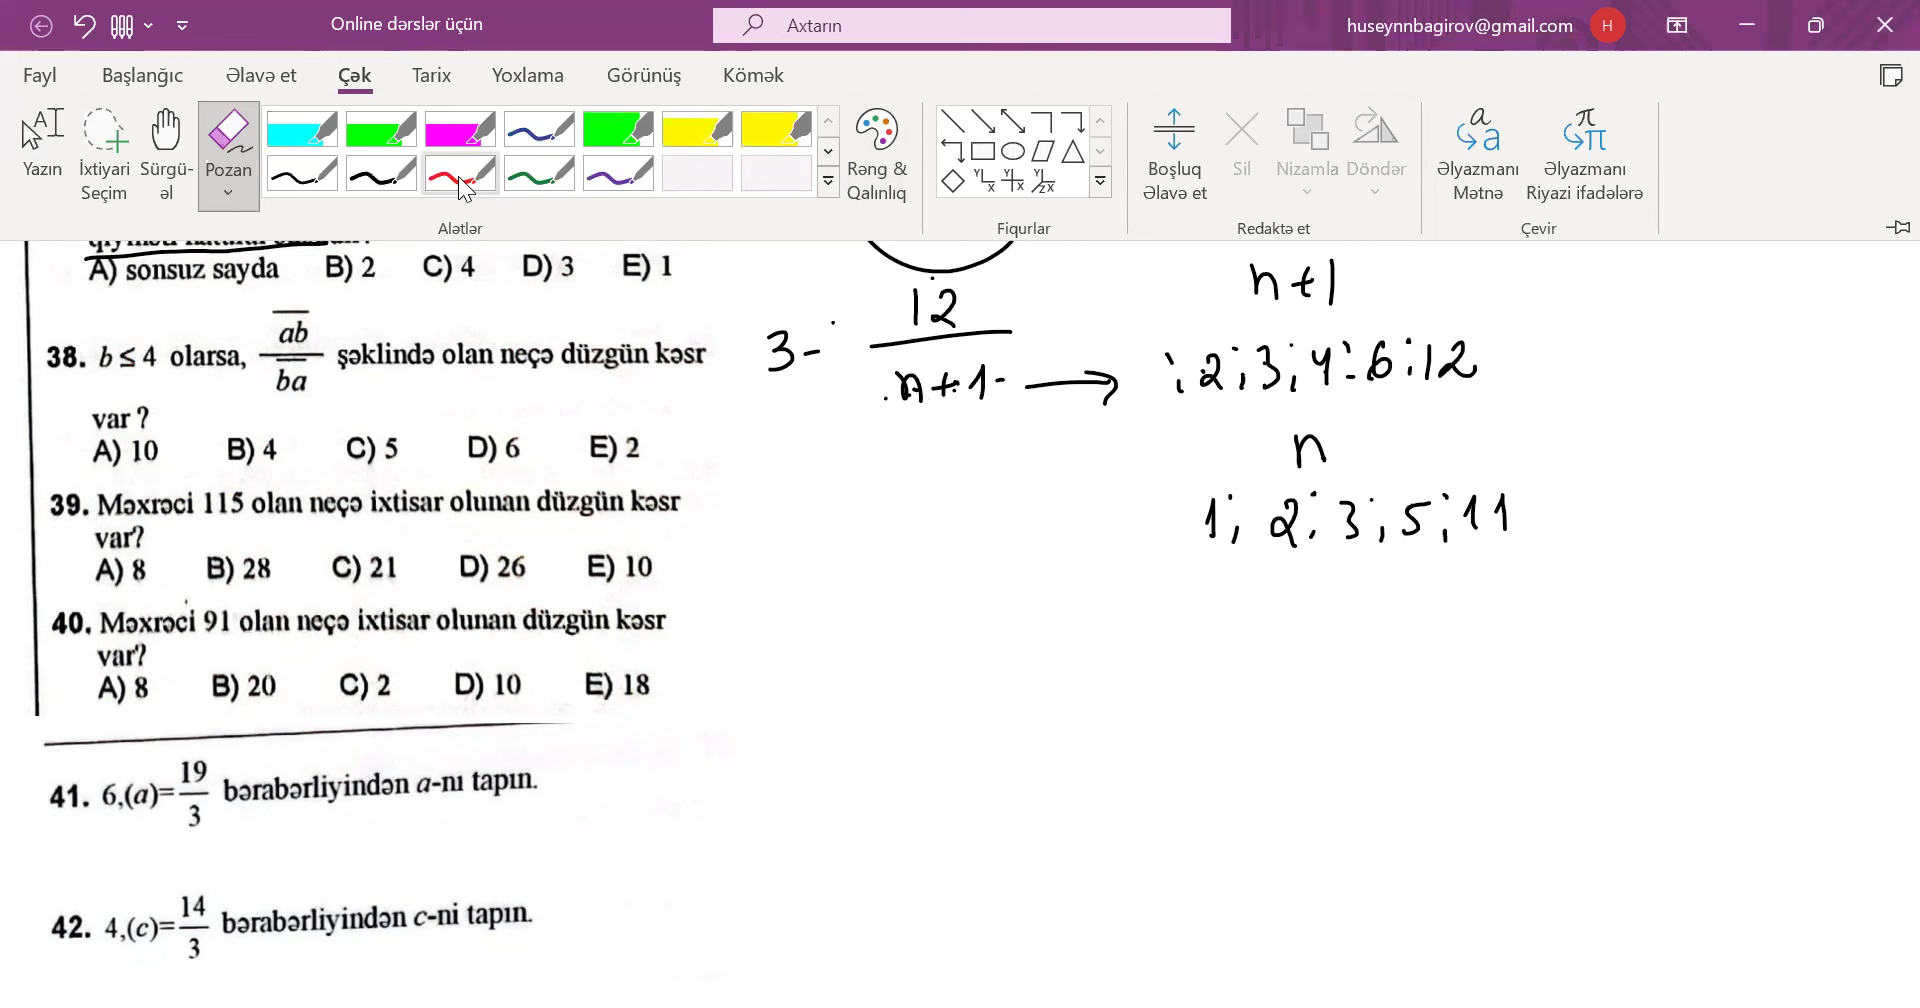 Online dərslər üçün
Axtarın
huseynnbagirov@gmail.com
H
Fayl Başlanğıc Əlavə et Çək Tarix Yoxlama Görünüş Kömək
Yazın
İxtiyari Seçim
Sürgü-əl
Pozan
Rəng & Qalınlıq
Boşluq Əlavə et
Sil
Nizamla
Döndər
Əlyazmanı Mətnə
Əlyazmanı Riyazi ifadələrə
Alətlər
Fiqurlar
Redaktə et
Çevir
A) sonsuz sayda B) 2 C) 4 D) 3 E) 1
38. b ≤ 4 olarsa, ab/ba şəklində olan neçə düzgün kəsr
var ?
A) 10 B) 4 C) 5 D) 6 E) 2
39. Məxrəci 115 olan neçə ixtisar olunan düzgün kəsr
var?
A) 8 B) 28 C) 21 D) 26 E) 10
40. Məxrəci 91 olan neçə ixtisar olunan düzgün kəsr
var?
A) 8 B) 20 C) 2 D) 10 E) 18
41. 6,(a)=19/3 bərabərliyindən a-nı tapın.
42. 4,(c)=14/3 bərabərliyindən c-ni tapın.
3 - 12/n+1
n+1
; 2; 3; 4; 6; 12
n
1; 2; 3; 5; 11